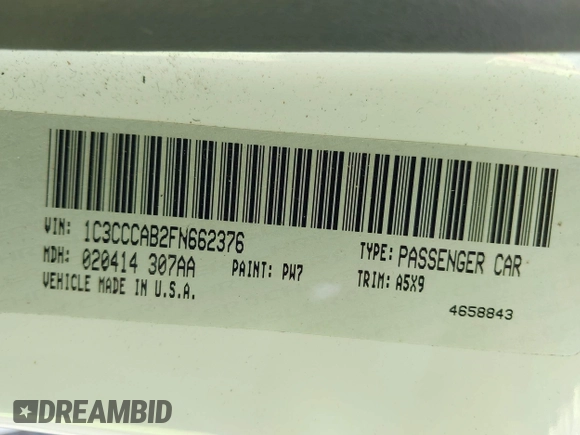 VIN: 1C3CCCAB2FN662376
TYPE: PASSENGER CAR
MDH: 020414 307AA
PAINT: PW7
TRIM: A5X9
VEHICLE MADE IN U.S.A.
4658843
DREAMBID